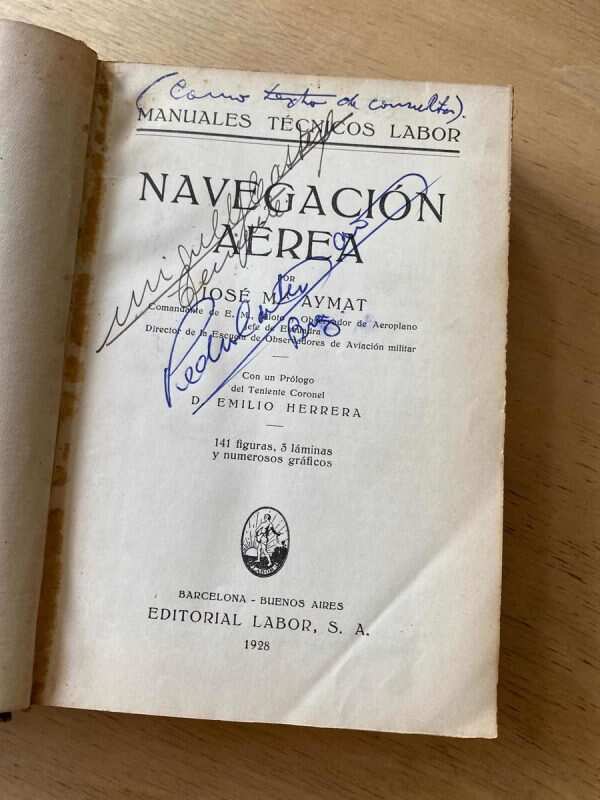 (Como texto de consulta).
MANUALES TÉCNICOS LABOR
NAVEGACIÓN
AÉREA
POR
JOSÉ M.ª AYMAT
Comandante de E. M., Piloto y Observador de Aeroplano
Jefe de Escuadra
Director de la Escuela de Observadores de Aviación militar
Con un Prólogo
del Teniente Coronel
D. EMILIO HERRERA
141 figuras, 3 láminas
y numerosos gráficos
BARCELONA - BUENOS AIRES
EDITORIAL LABOR, S. A.
1928